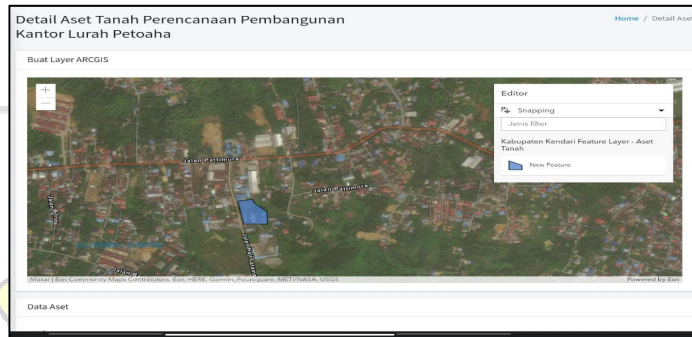 Detail Aset Tanah Perencanaan Pembangunan
Kantor Lurah Petoaha
Home / Detail Aset
Buat Layer ARCGIS
+
−
Editor
Snapping
Jenis filter
Kabupaten Kendari Feature Layer - Aset
Tanah
New Feature
Jalan Pattimura
Jalan Pattimura
Maxar | Esri Community Maps Contributors, Esri, HERE, Garmin, Foursquare, METI/NASA, USGS
Powered by Esri
Data Aset